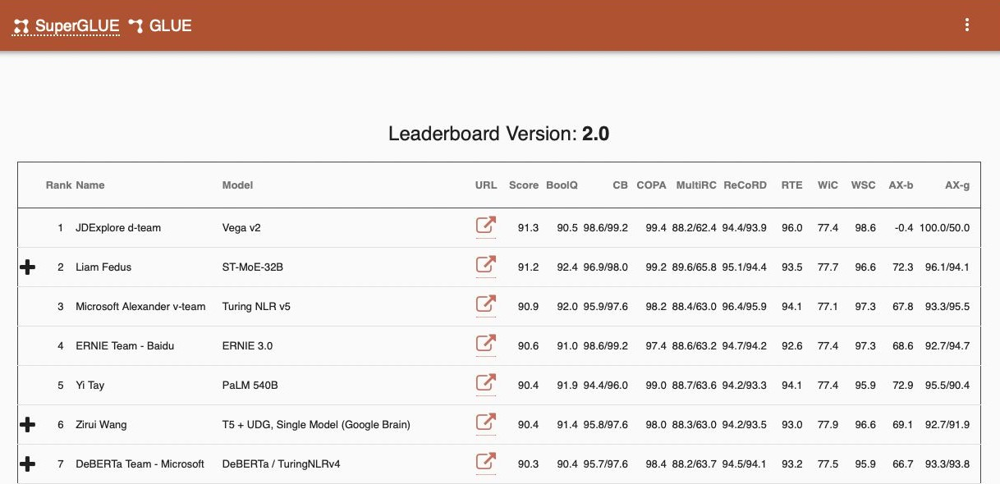 SuperGLUE GLUE
Leaderboard Version: 2.0
Rank Name Model URL Score BoolQ CB COPA MultiRC ReCoRD RTE WiC WSC AX-b AX-g
1 JDExplore d-team Vega v2 91.3 90.5 98.6/99.2 99.4 88.2/62.4 94.4/93.9 96.0 77.4 98.6 -0.4 100.0/50.0
2 Liam Fedus ST-MoE-32B 91.2 92.4 96.9/98.0 99.2 89.6/65.8 95.1/94.4 93.5 77.7 96.6 72.3 96.1/94.1
3 Microsoft Alexander v-team Turing NLR v5 90.9 92.0 95.9/97.6 98.2 88.4/63.0 96.4/95.9 94.1 77.1 97.3 67.8 93.3/95.5
4 ERNIE Team - Baidu ERNIE 3.0 90.6 91.0 98.6/99.2 97.4 88.6/63.2 94.7/94.2 92.6 77.4 97.3 68.6 92.7/94.7
5 Yi Tay PaLM 540B 90.4 91.9 94.4/96.0 99.0 88.7/63.6 94.2/93.3 94.1 77.4 95.9 72.9 95.5/90.4
6 Zirui Wang T5 + UDG, Single Model (Google Brain) 90.4 91.4 95.8/97.6 98.0 88.3/63.0 94.2/93.5 93.0 77.9 96.6 69.1 92.7/91.9
7 DeBERTa Team - Microsoft DeBERTa / TuringNLRv4 90.3 90.4 95.7/97.6 98.4 88.2/63.7 94.5/94.1 93.2 77.5 95.9 66.7 93.3/93.8